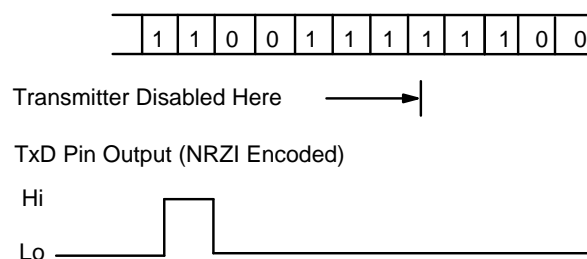 1 1 0 0 1 1 1 1 1 1 0 0
Transmitter Disabled Here
TxD Pin Output (NRZI Encoded)
Hi
Lo